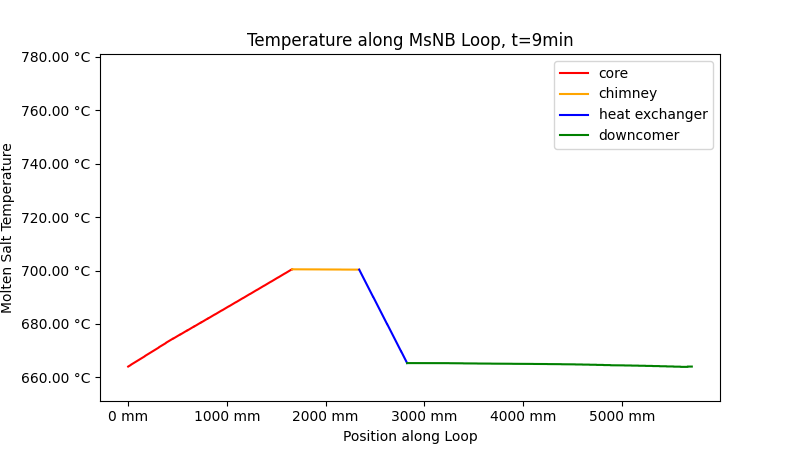 Temperature along MsNB Loop, t=9min
780.00 °C
760.00 °C
740.00 °C
720.00 °C
700.00 °C
680.00 °C
660.00 °C
Molten Salt Temperature
core
chimney
heat exchanger
downcomer
0 mm
1000 mm
2000 mm
3000 mm
4000 mm
5000 mm
Position along Loop